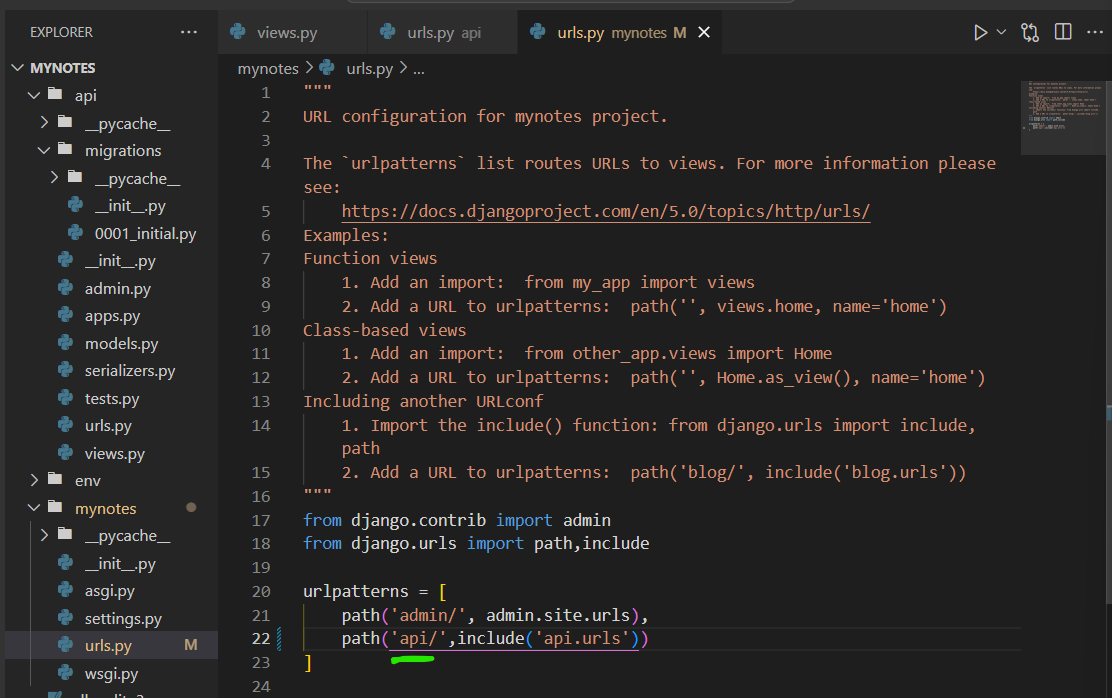 EXPLORER
MYNOTES
api
__pycache__
migrations
__pycache__
__init__.py
0001_initial.py
__init__.py
admin.py
apps.py
models.py
serializers.py
tests.py
urls.py
views.py
env
mynotes
__pycache__
__init__.py
asgi.py
settings.py
urls.py M
wsgi.py
views.py
urls.py api
urls.py mynotes M
mynotes > urls.py > ...
1 """
2 URL configuration for mynotes project.
3
4 The `urlpatterns` list routes URLs to views. For more information please
see:
5 https://docs.djangoproject.com/en/5.0/topics/http/urls/
6 Examples:
7 Function views
8 1. Add an import:  from my_app import views
9 2. Add a URL to urlpatterns:  path('', views.home, name='home')
10 Class-based views
11 1. Add an import:  from other_app.views import Home
12 2. Add a URL to urlpatterns:  path('', Home.as_view(), name='home')
13 Including another URLconf
14 1. Import the include() function: from django.urls import include,
path
15 2. Add a URL to urlpatterns:  path('blog/', include('blog.urls'))
16 """
17 from django.contrib import admin
18 from django.urls import path,include
19
20 urlpatterns = [
21 path('admin/', admin.site.urls),
22 path('api/',include('api.urls'))
23 ]
24